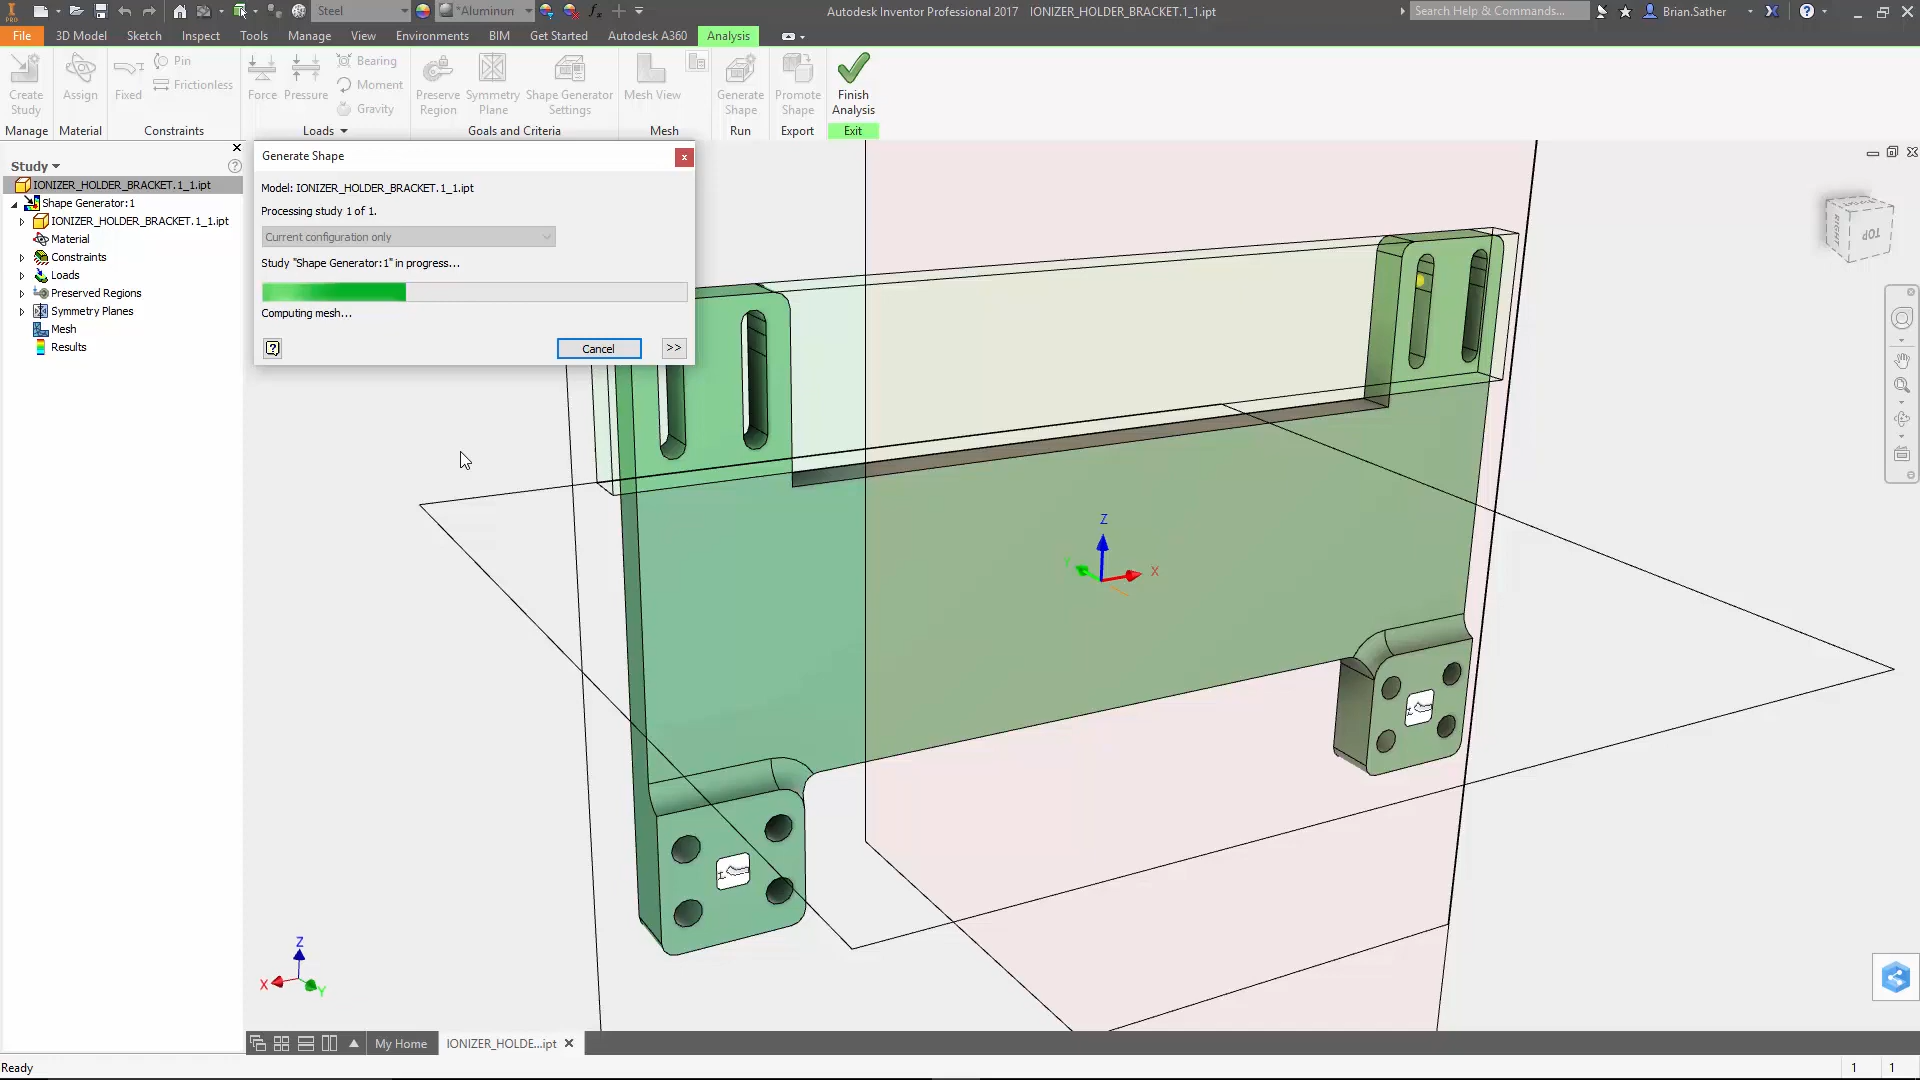 PRO
Steel
*Aluminun
Autodesk Inventor Professional 2017 IONIZER_HOLDER_BRACKET.1_1.ipt
Search Help & Commands...
Brian.Sather
File 3D Model Sketch Inspect Tools Manage View Environments BIM Get Started Autodesk A360 Analysis
Create Study
Assign
Fixed
Pin
Frictionless
Force
Pressure
Bearing
Moment
Gravity
Preserve Region
Symmetry Plane
Shape Generator Settings
Mesh View
Generate Shape
Promote Shape
Finish Analysis
Manage Material Constraints Loads Goals and Criteria Mesh Run Export Exit
Study
IONIZER_HOLDER_BRACKET.1_1.ipt
Shape Generator:1
IONIZER_HOLDER_BRACKET.1_1.ipt
Material
Constraints
Loads
Preserved Regions
Symmetry Planes
Mesh
Results
Generate Shape
x
Model: IONIZER_HOLDER_BRACKET.1_1.ipt
Processing study 1 of 1.
Current configuration only
Study "Shape Generator:1" in progress...
Computing mesh...
Cancel
>>
RIGHT
TOP
Z
Y
X
Z
X
Y
My Home
IONIZER_HOLDE...ipt
Ready
1 1